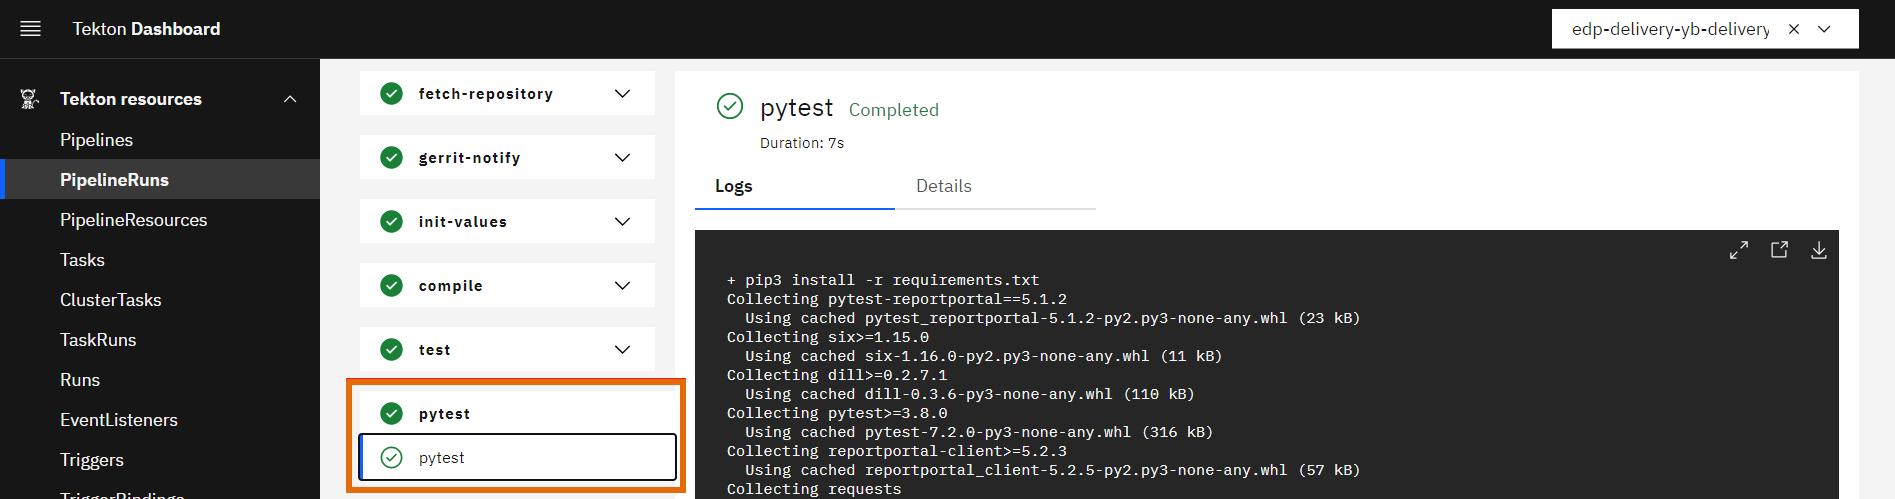 Tekton Dashboard
edp-delivery-yb-delivery
Tekton resources
Pipelines
PipelineRuns
PipelineResources
Tasks
ClusterTasks
TaskRuns
Runs
EventListeners
Triggers
TriggerBindings
fetch-repository
gerrit-notify
init-values
compile
test
pytest
pytest
pytest Completed
Duration: 7s
Logs Details
+ pip3 install -r requirements.txt
Collecting pytest-reportportal==5.1.2
Using cached pytest_reportportal-5.1.2-py2.py3-none-any.whl (23 kB)
Collecting six>=1.15.0
Using cached six-1.16.0-py2.py3-none-any.whl (11 kB)
Collecting dill>=0.2.7.1
Using cached dill-0.3.6-py3-none-any.whl (110 kB)
Collecting pytest>=3.8.0
Using cached pytest-7.2.0-py3-none-any.whl (316 kB)
Collecting reportportal-client>=5.2.3
Using cached reportportal_client-5.2.5-py2.py3-none-any.whl (57 kB)
Collecting requests